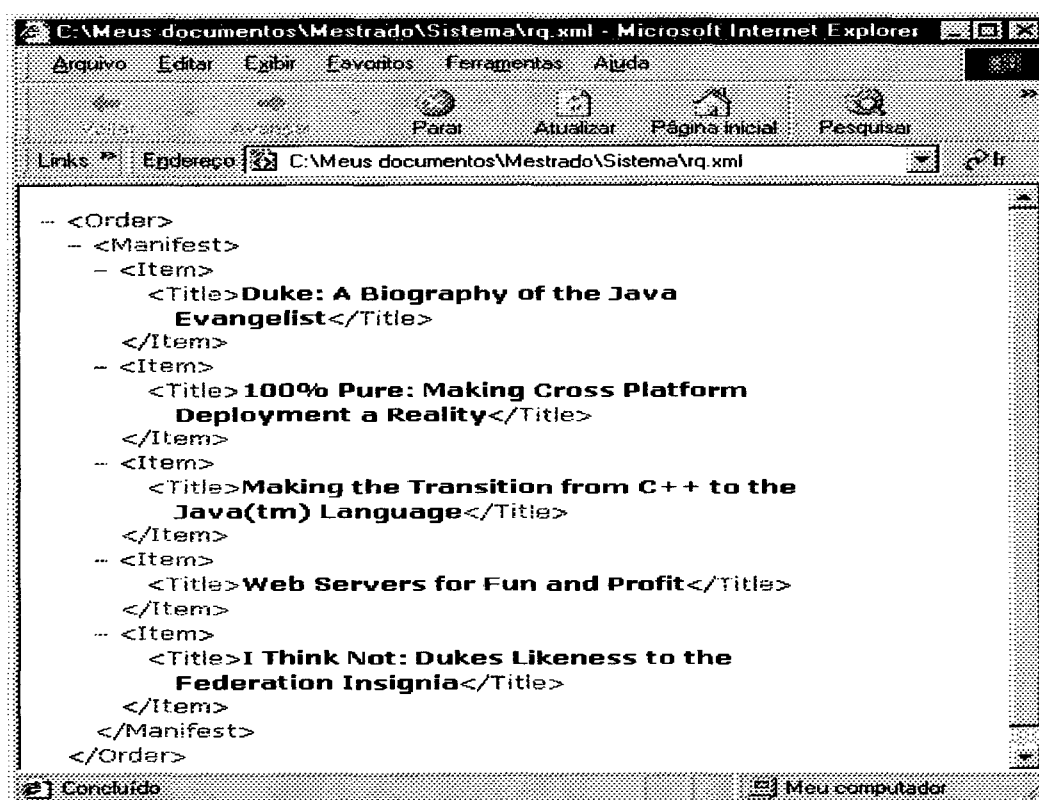 C:\Meus documentos\Mestrado\Sistema\rq.xml - Microsoft Internet Explorer
Arquivo Editar Exibir Favoritos Ferramentas Ajuda
Voltar Avançar Parar Atualizar Página inicial Pesquisar »
Links » Endereço C:\Meus documentos\Mestrado\Sistema\rq.xml Ir
- <Order>
- <Manifest>
- <Item>
<Title>Duke: A Biography of the Java
Evangelist</Title>
</Item>
- <Item>
<Title>100% Pure: Making Cross Platform
Deployment a Reality</Title>
</Item>
- <Item>
<Title>Making the Transition from C++ to the
Java(tm) Language</Title>
</Item>
- <Item>
<Title>Web Servers for Fun and Profit</Title>
</Item>
- <Item>
<Title>I Think Not: Dukes Likeness to the
Federation Insignia</Title>
</Item>
</Manifest>
</Order>
Concluído Meu computador